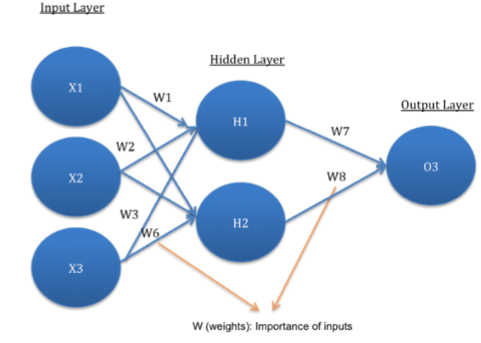 Input Layer
Hidden Layer
Output Layer
X1
W1
H1
W7
W2
X2
W8
O3
W3
H2
W6
X3
W (weights): Importance of inputs